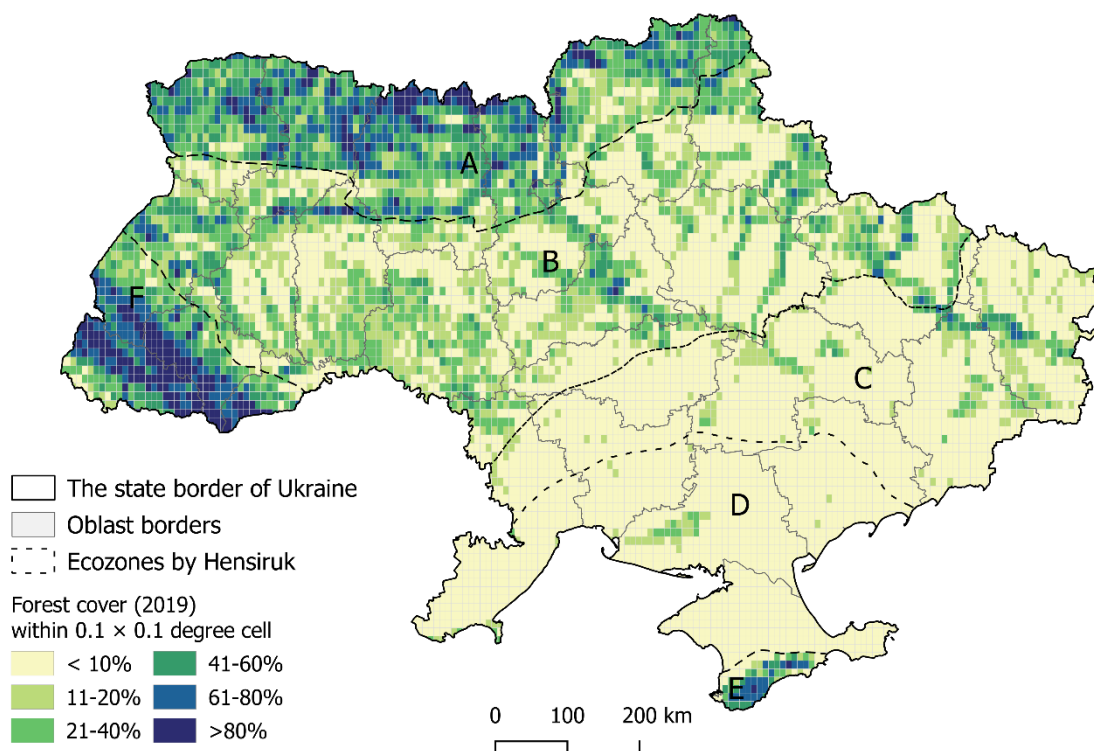 A
B
F
C
D
E
The state border of Ukraine
Oblast borders
Ecozones by Hensiruk
Forest cover (2019)
within 0.1 × 0.1 degree cell
< 10% 41-60%
11-20% 61-80%
21-40% >80%
0 100 200 km